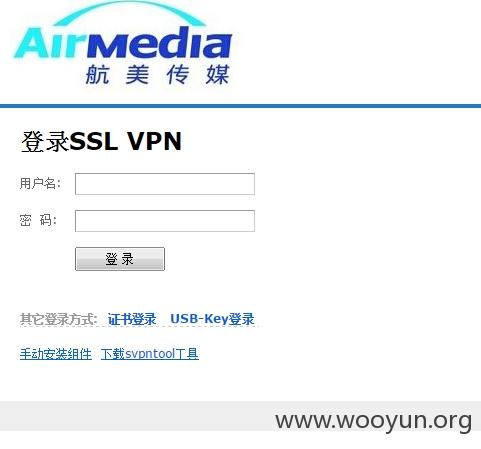 AirMedia
航美传媒
登录SSL VPN
用户名:
密 码:
登 录
其它登录方式: 证书登录 USB-Key登录
手动安装组件 下载svpntool工具
www.wooyun.org